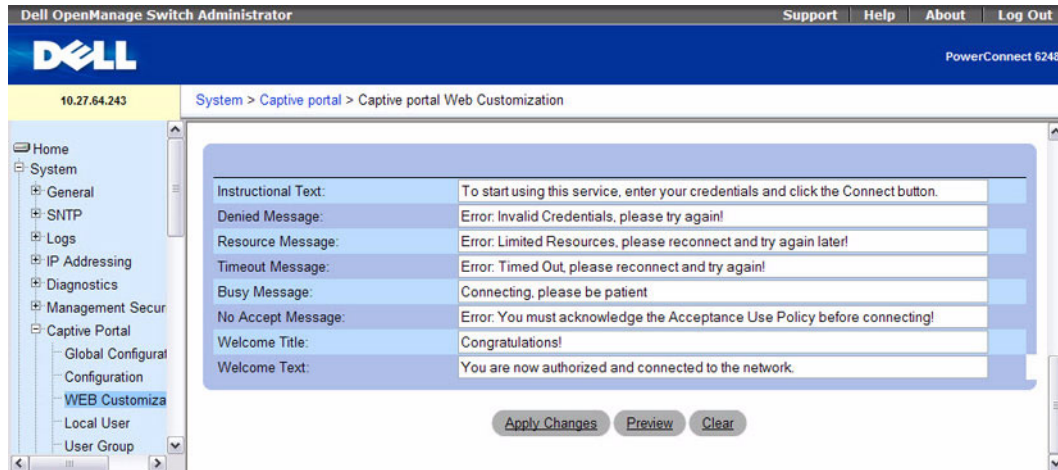 Dell OpenManage Switch Administrator
Support Help About Log Out
DELL
PowerConnect 6248
10.27.64.243
System > Captive portal > Captive portal Web Customization
Home
System
General
SNTP
Logs
IP Addressing
Diagnostics
Management Secur
Captive Portal
Global Configurat
Configuration
WEB Customiza
Local User
User Group
Instructional Text: To start using this service, enter your credentials and click the Connect button.
Denied Message: Error: Invalid Credentials, please try again!
Resource Message: Error: Limited Resources, please reconnect and try again later!
Timeout Message: Error: Timed Out, please reconnect and try again!
Busy Message: Connecting, please be patient
No Accept Message: Error: You must acknowledge the Acceptance Use Policy before connecting!
Welcome Title: Congratulations!
Welcome Text: You are now authorized and connected to the network.
Apply Changes Preview Clear